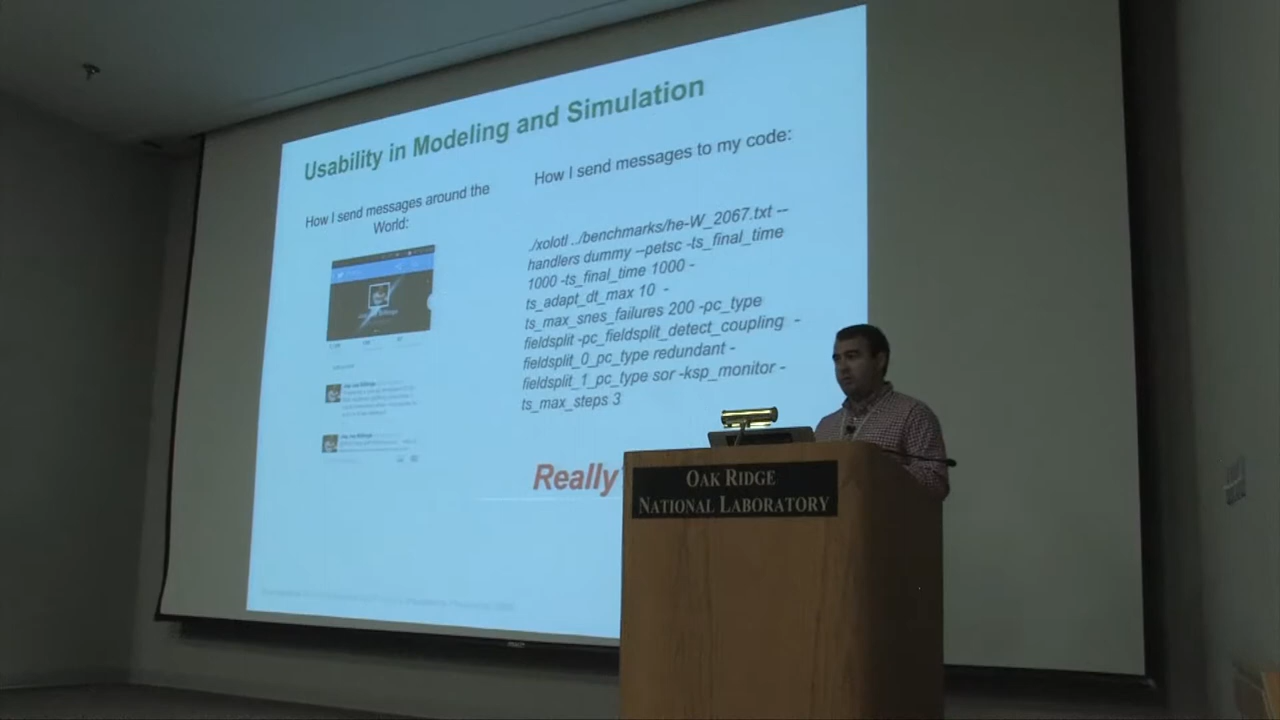 Usability in Modeling and Simulation
How I send messages around the
World:
How I send messages to my code:
./xolotl ../benchmarks/he-W_2067.txt --
handlers dummy --petsc -ts_final_time
1000 -ts_final_time 1000 -
ts_adapt_dt_max 10 -
ts_max_snes_failures 200 -pc_type
fieldsplit -pc_fieldsplit_detect_coupling -
fieldsplit_0_pc_type redundant -
fieldsplit_1_pc_type sor -ksp_monitor -
ts_max_steps 3
Really
OAK RIDGE
NATIONAL LABORATORY